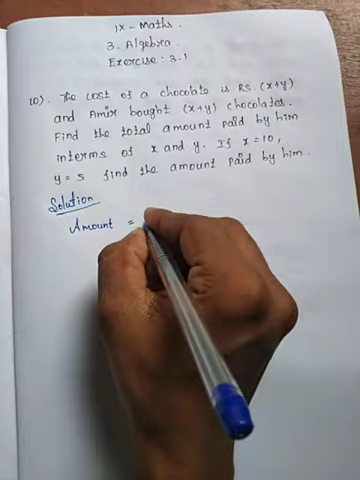 IX - Maths.
3. Algebra.
Exercise: 3.1
10). The cost of a chocolate is RS. (x+y)
and Amir bought (x+y) chocolates.
Find the total amount paid by him
interms of x and y. If x = 10,
y = 5 find the amount paid by him.
Solution
Amount =